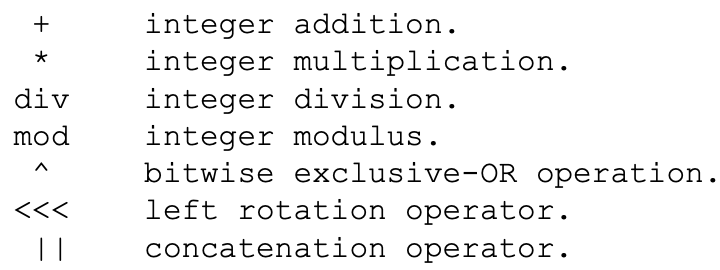 + integer addition.
* integer multiplication.
div integer division.
mod integer modulus.
^ bitwise exclusive-OR operation.
<<< left rotation operator.
|| concatenation operator.